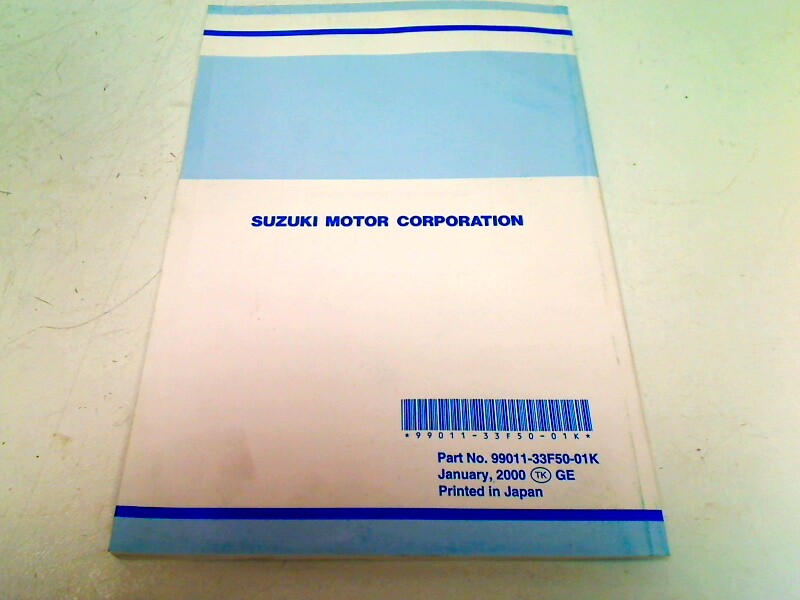 SUZUKI MOTOR CORPORATION
*99011-33F50-01K*
Part No. 99011-33F50-01K
January, 2000 TK GE
Printed in Japan